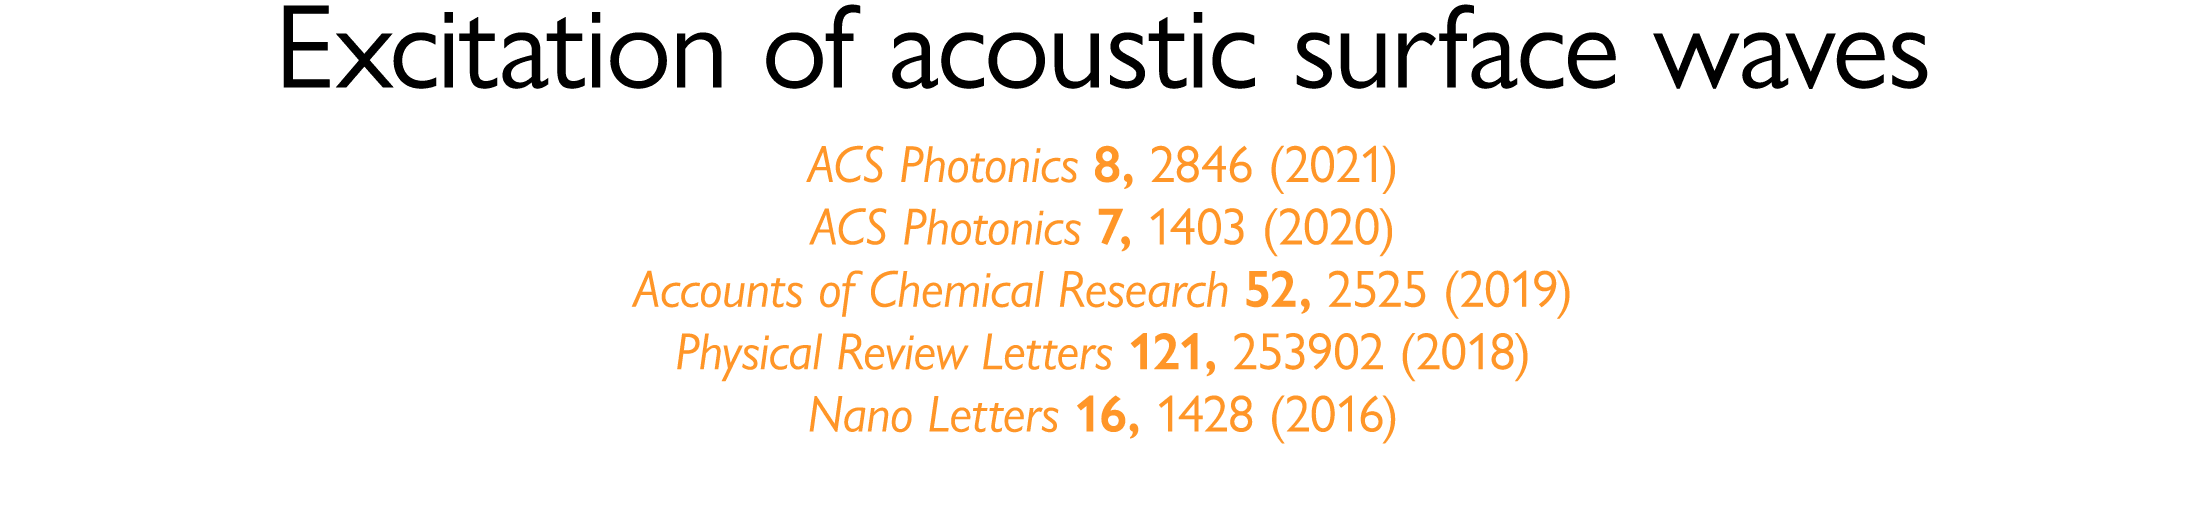 Excitation of acoustic surface waves
ACS Photonics 8, 2846 (2021)
ACS Photonics 7, 1403 (2020)
Accounts of Chemical Research 52, 2525 (2019)
Physical Review Letters 121, 253902 (2018)
Nano Letters 16, 1428 (2016)